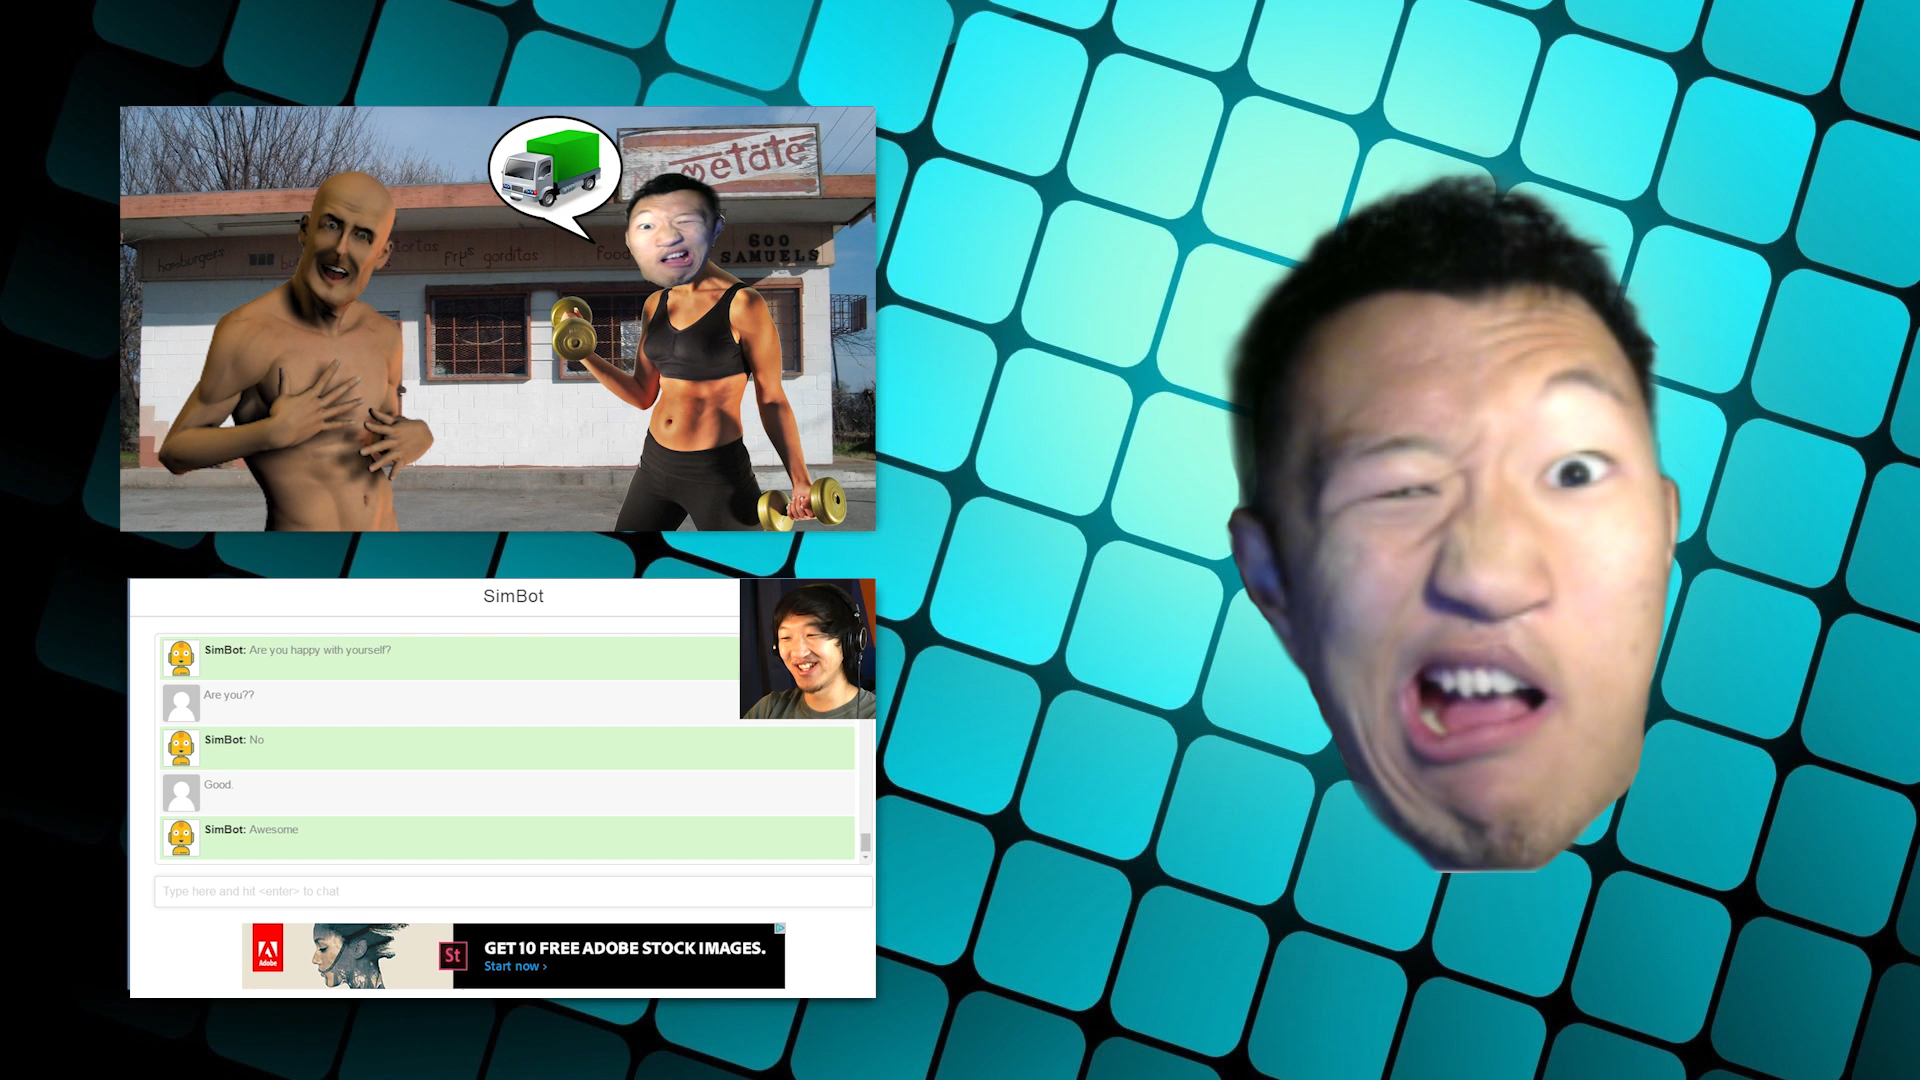 metate
hamburgers
tortas
Frys gorditas
food
600
SAMUELS
SimBot
SimBot: Are you happy with yourself?
Are you??
SimBot: No
Good.
SimBot: Awesome
Type here and hit <enter> to chat
Adobe
St
GET 10 FREE ADOBE STOCK IMAGES.
Start now ›